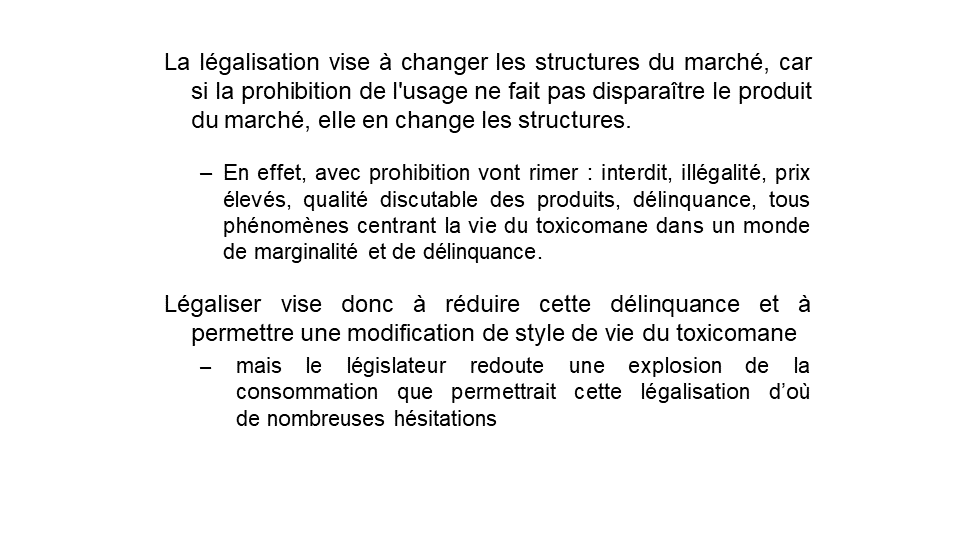 La légalisation vise à changer les structures du marché, car
si la prohibition de l'usage ne fait pas disparaître le produit
du marché, elle en change les structures.
– En effet, avec prohibition vont rimer : interdit, illégalité, prix
élevés, qualité discutable des produits, délinquance, tous
phénomènes centrant la vie du toxicomane dans un monde
de marginalité et de délinquance.
Légaliser vise donc à réduire cette délinquance et à
permettre une modification de style de vie du toxicomane
– mais le législateur redoute une explosion de la
consommation que permettrait cette légalisation d’où
de nombreuses hésitations